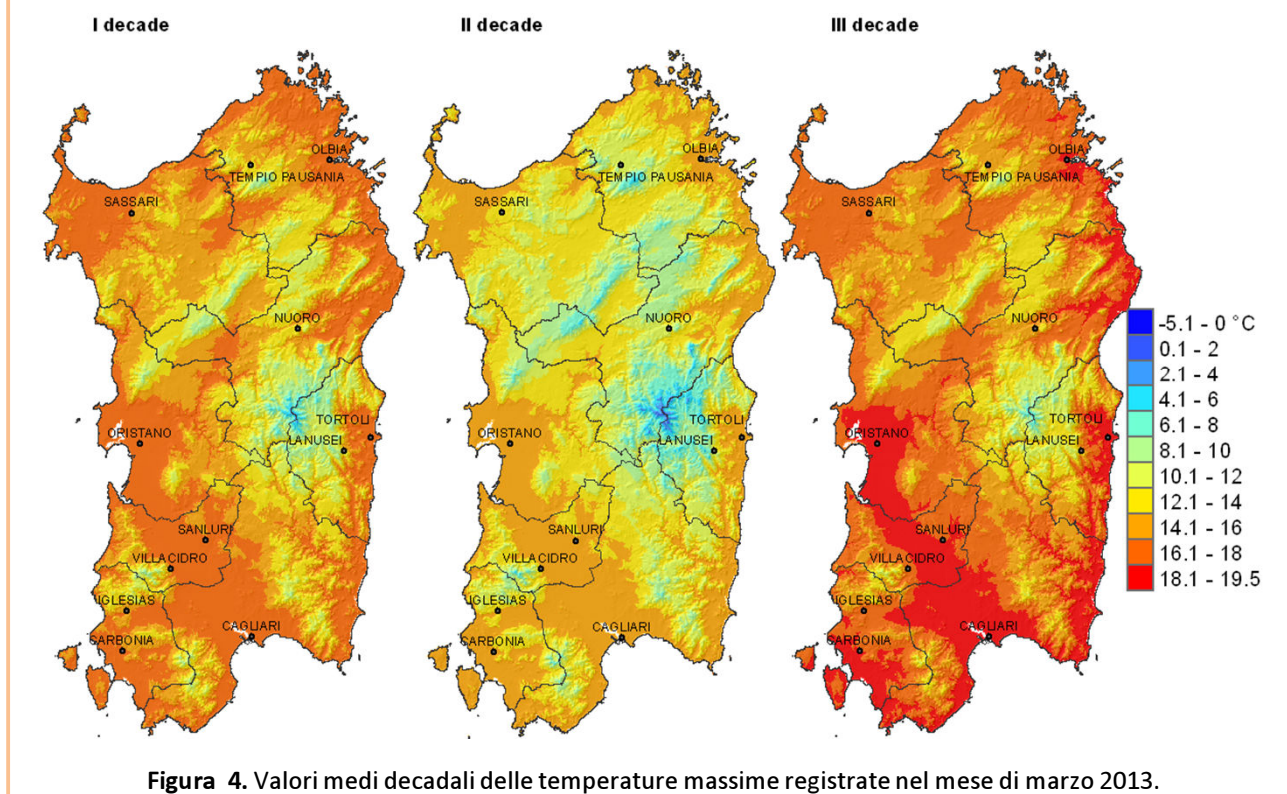 I decade
II decade
III decade
OLBIA
TEMPIO PAUSANIA
SASSARI
NUORO
TORTOLI
ORISTANO
LANUSEI
SANLURI
VILLACIDRO
IGLESIAS
CAGLIARI
CARBONIA
OLBIA
TEMPIO PAUSANIA
SASSARI
NUORO
TORTOLI
ORISTANO
LANUSEI
SANLURI
VILLACIDRO
IGLESIAS
CAGLIARI
CARBONIA
OLBIA
TEMPIO PAUSANIA
SASSARI
NUORO
TORTOLI
ORISTANO
LANUSEI
SANLURI
VILLACIDRO
IGLESIAS
CAGLIARI
CARBONIA
-5.1 - 0 °C
0.1 - 2
2.1 - 4
4.1 - 6
6.1 - 8
8.1 - 10
10.1 - 12
12.1 - 14
14.1 - 16
16.1 - 18
18.1 - 19.5
Figura 4. Valori medi decadali delle temperature massime registrate nel mese di marzo 2013.